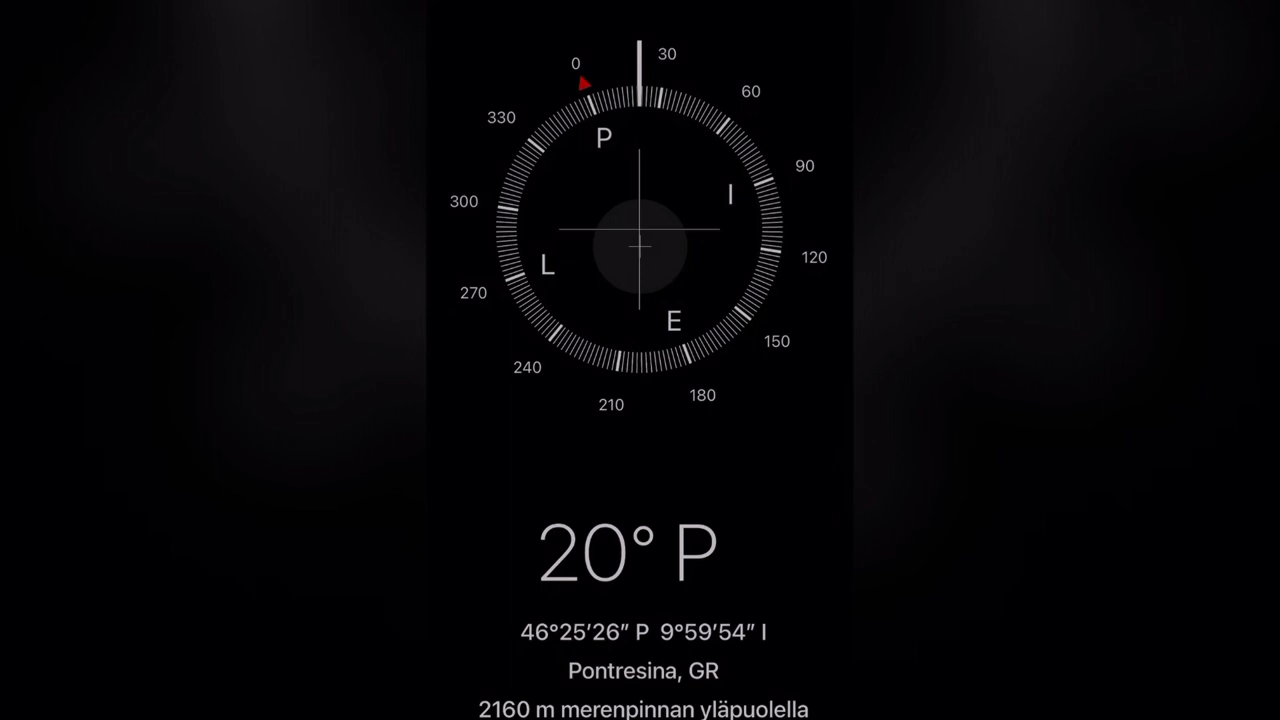 0
30
330
60
P
90
I
300
L
120
270
E
150
240
180
210
20° P
46°25′26″ P 9°59′54″ I
Pontresina, GR
2160 m merenpinnan yläpuolella